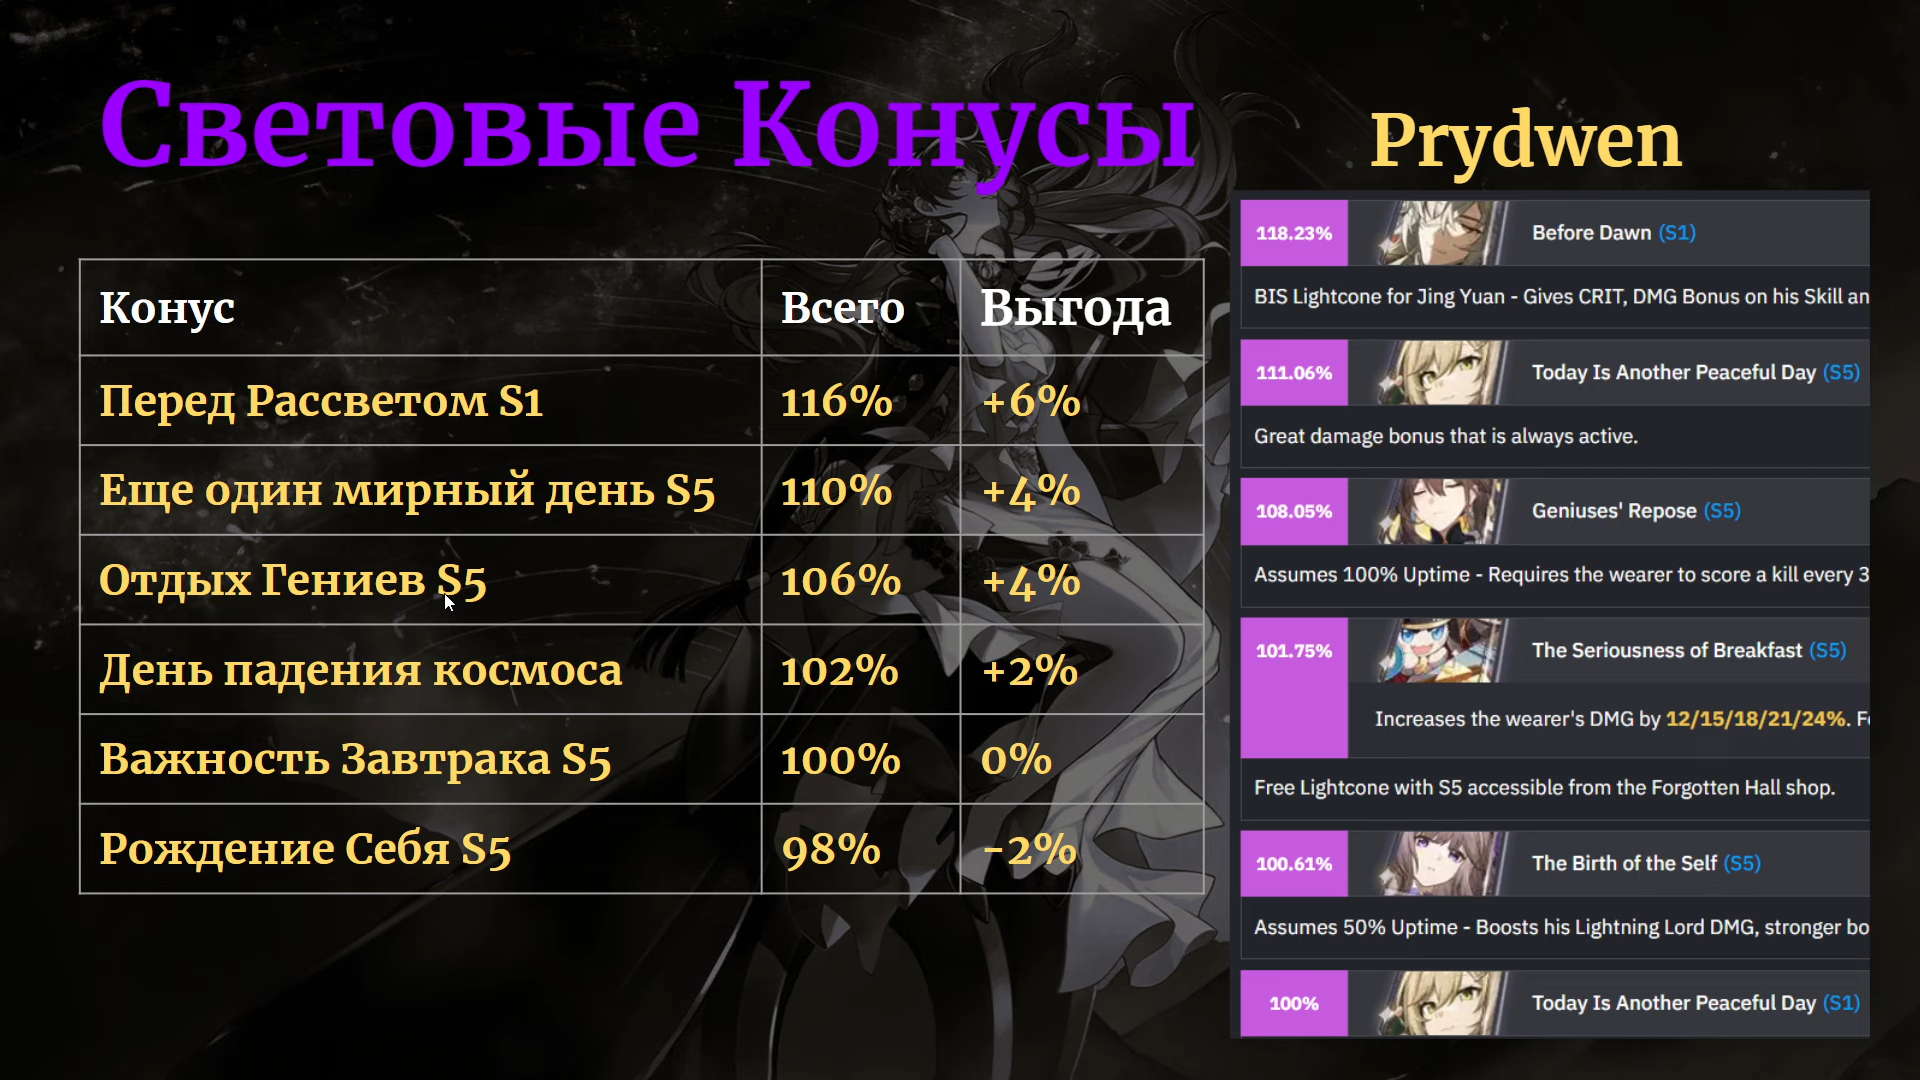 Световые Конусы
Конус Всего Выгода
Перед Рассветом S1 116% +6%
Еще один мирный день S5 110% +4%
Отдых Гениев S5 106% +4%
День падения космоса 102% +2%
Важность Завтрака S5 100% 0%
Рождение Себя S5 98% -2%
Prydwen
118.23% Before Dawn (S1)
BIS Lightcone for Jing Yuan - Gives CRIT, DMG Bonus on his Skill an
111.06% Today Is Another Peaceful Day (S5)
Great damage bonus that is always active.
108.05% Geniuses' Repose (S5)
Assumes 100% Uptime - Requires the wearer to score a kill every 3
101.75% The Seriousness of Breakfast (S5)
Increases the wearer's DMG by 12/15/18/21/24%. F
Free Lightcone with S5 accessible from the Forgotten Hall shop.
100.61% The Birth of the Self (S5)
Assumes 50% Uptime - Boosts his Lightning Lord DMG, stronger bo
100% Today Is Another Peaceful Day (S1)